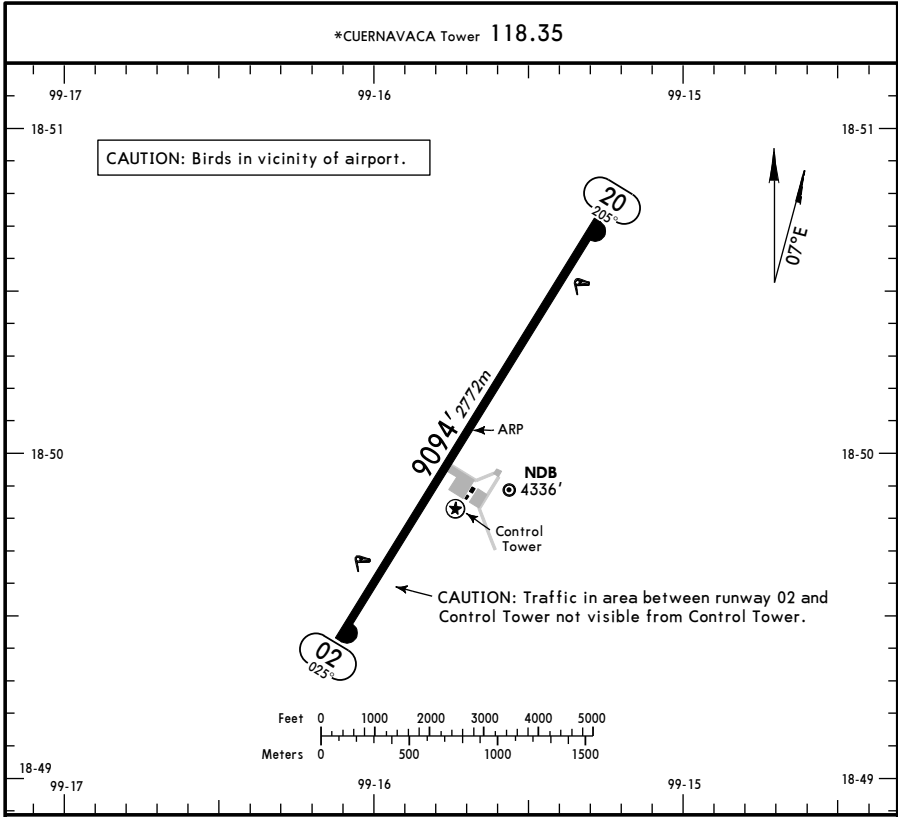 *CUERNAVACA Tower 118.35
99-17 99-16 99-15
18-51 18-51
CAUTION: Birds in vicinity of airport.
20
205°
07°E
9094' 2772m
ARP
18-50 18-50
NDB
4336'
Control
Tower
CAUTION: Traffic in area between runway 02 and
Control Tower not visible from Control Tower.
02
025°
Feet 0 1000 2000 3000 4000 5000
Meters 0 500 1000 1500
18-49 18-49
99-17 99-16 99-15